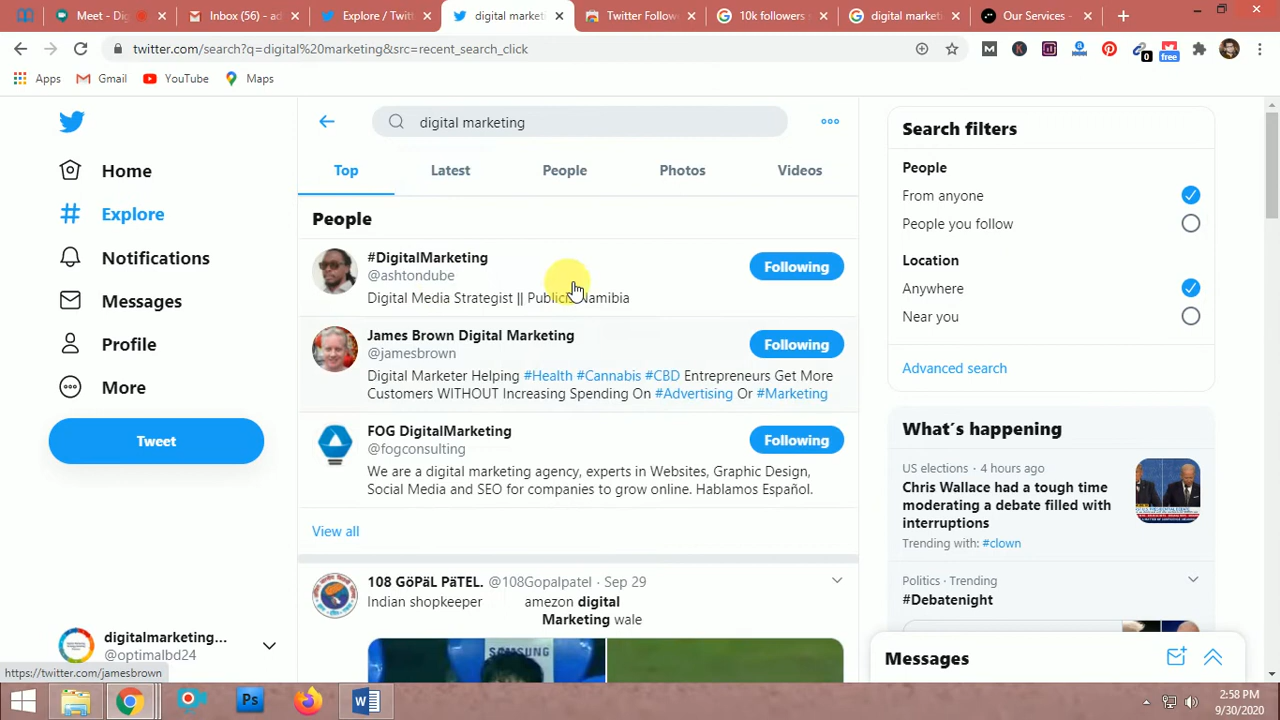 Meet - Dig
Inbox (56) - ad
Explore / Twitt
digital market
Twitter Follow
10k followers
digital market
Our Services -
twitter.com/search?q=digital%20marketing&src=recent_search_click
0
free
Apps
Gmail
YouTube
Maps
Home
Explore
Notifications
Messages
Profile
More
Tweet
digitalmarketing...
@optimalbd24
https://twitter.com/jamesbrown
digital marketing
Top
Latest
People
Photos
Videos
People
#DigitalMarketing
@ashtondube
Following
Digital Media Strategist || Namibia
James Brown Digital Marketing
@jamesbrown
Following
Digital Marketer Helping #Health #Cannabis #CBD Entrepreneurs Get More
Customers WITHOUT Increasing Spending On #Advertising Or #Marketing
FOG DigitalMarketing
@fogconsulting
Following
We are a digital marketing agency, experts in Websites, Graphic Design,
Social Media and SEO for companies to grow online. Hablamos Español.
View all
108 GöPäL PäTEL. @108Gopalpatel · Sep 29
Indian shopkeeper amazon digital
Marketing wale
SAMSUNG
Search filters
People
From anyone
People you follow
Location
Anywhere
Near you
Advanced search
What's happening
US elections · 4 hours ago
Chris Wallace had a tough time
moderating a debate filled with
interruptions
Trending with: #clown
Politics · Trending
#Debatenight
Messages
Ps
2:58 PM
9/30/2020